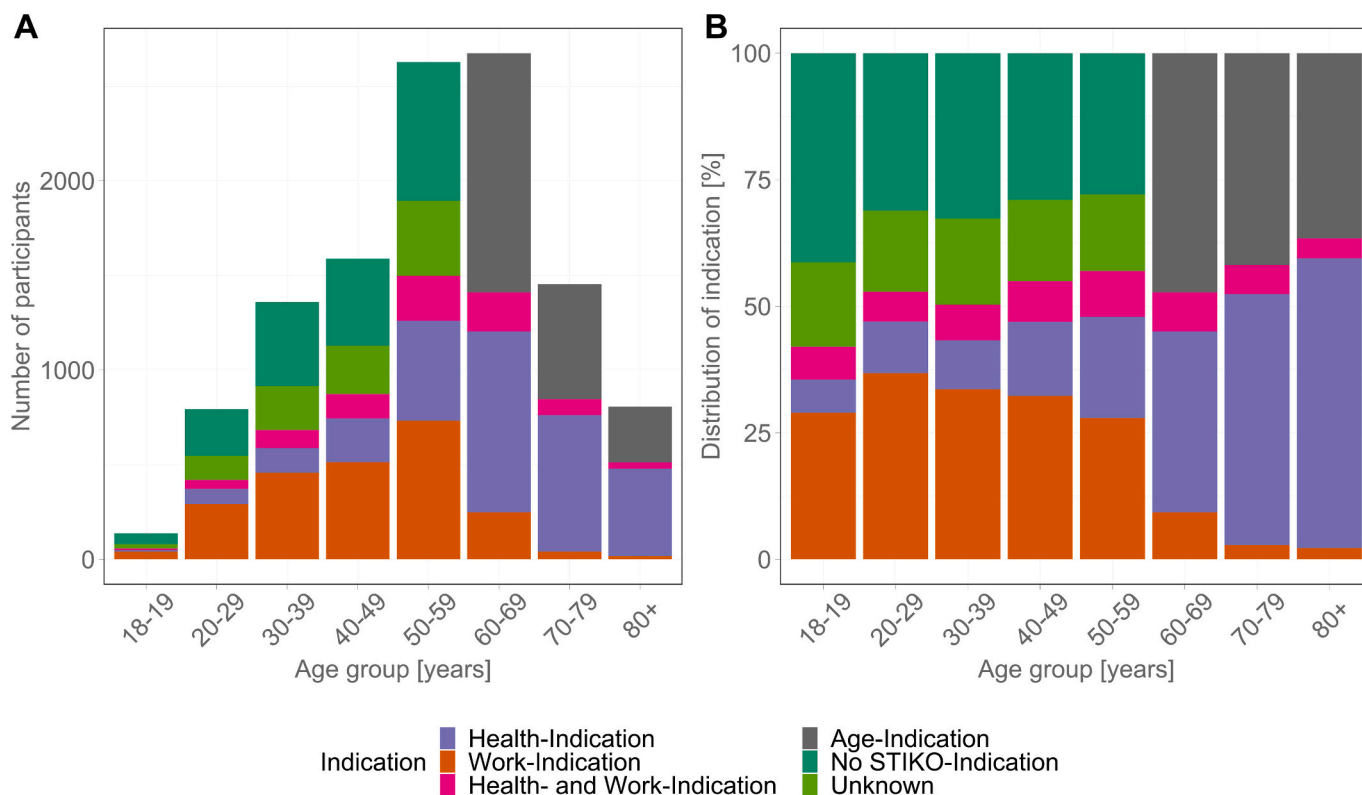 A
Number of participants
2000
1000
0
18-19
20-29
30-39
40-49
50-59
60-69
70-79
80+
Age group [years]
B
Distribution of indication [%]
100
75
50
25
0
18-19
20-29
30-39
40-49
50-59
60-69
70-79
80+
Age group [years]
Indication
Health-Indication
Work-Indication
Health- and Work-Indication
Age-Indication
No STIKO-Indication
Unknown